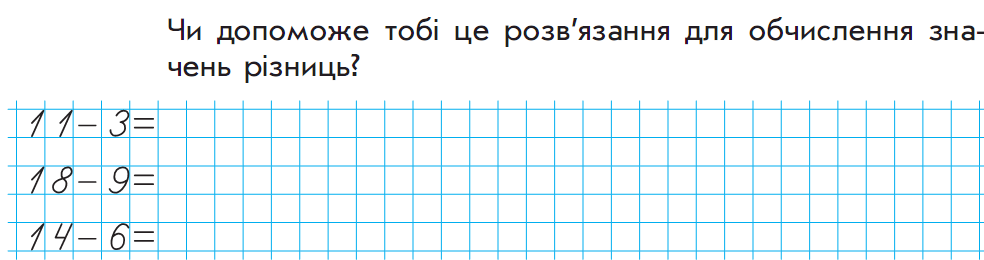 Чи допоможе тобі це розв'язання для обчислення зна-
чень різниць?
11-3=
18-9=
14-6=